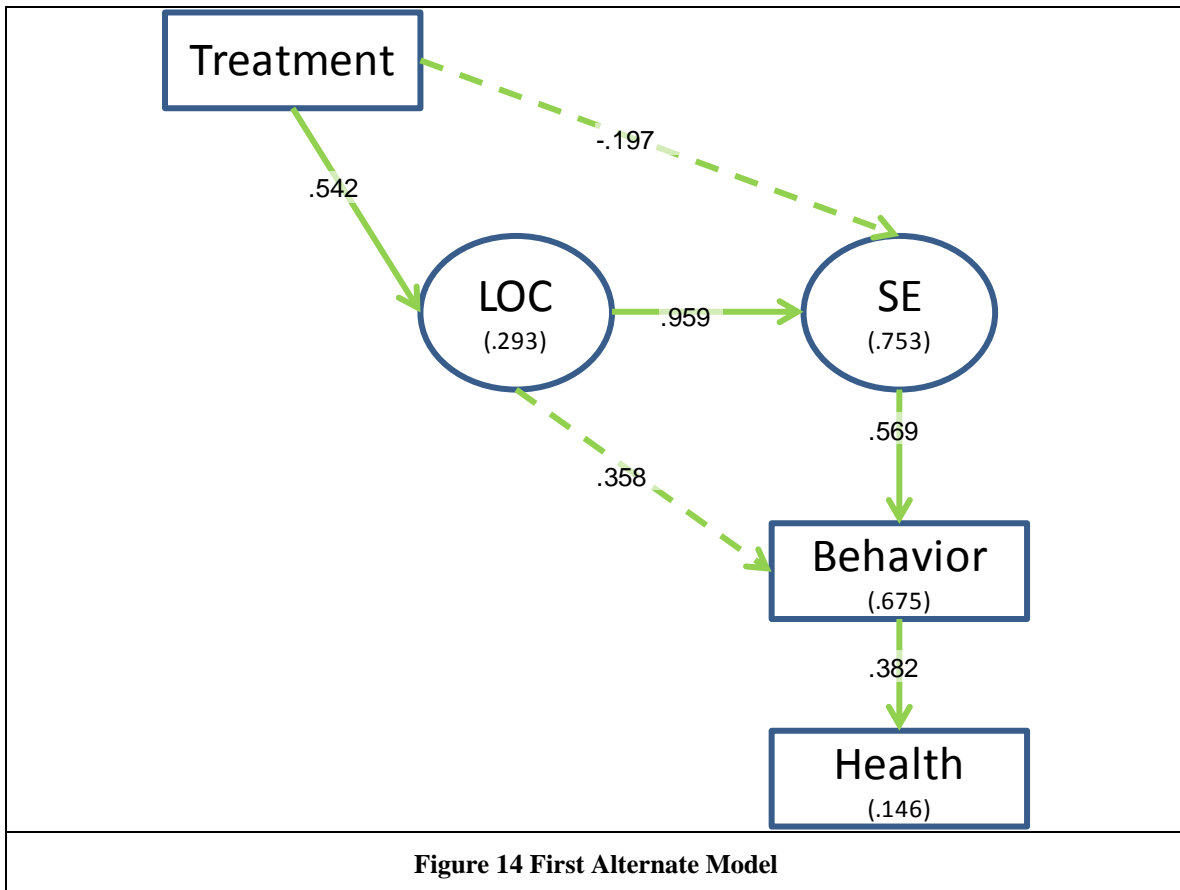 Treatment
-.197
.542
LOC
(.293)
.959
SE
(.753)
.569
.358
Behavior
(.675)
.382
Health
(.146)
Figure 14 First Alternate Model